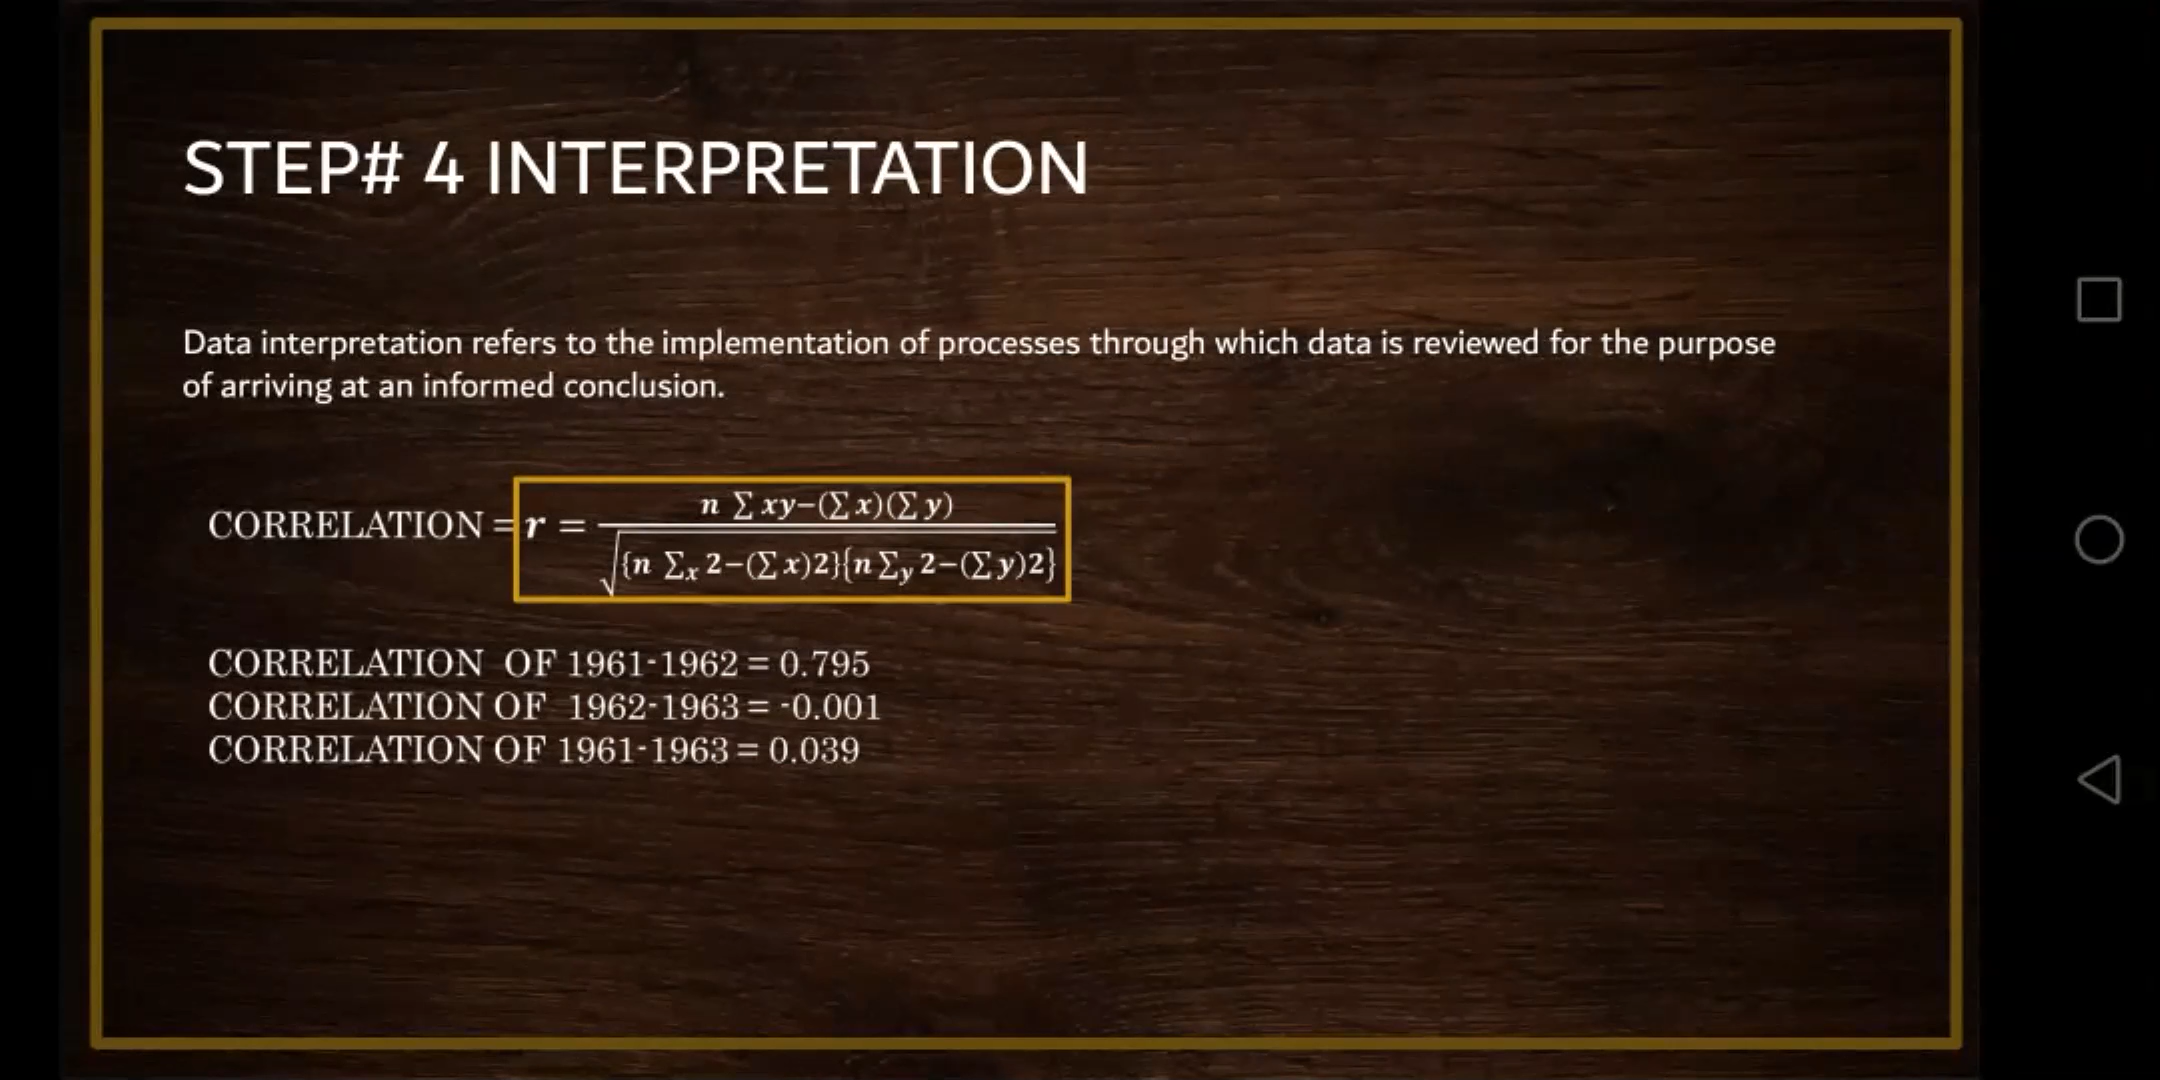 STEP# 4 INTERPRETATION
Data interpretation refers to the implementation of processes through which data is reviewed for the purpose
of arriving at an informed conclusion.
CORRELATION = r = n ∑ xy−(∑ x)(∑ y) / √{n ∑x 2−(∑ x)2}{n ∑y 2−(∑ y)2}
CORRELATION OF 1961-1962 = 0.795
CORRELATION OF 1962-1963 = -0.001
CORRELATION OF 1961-1963 = 0.039